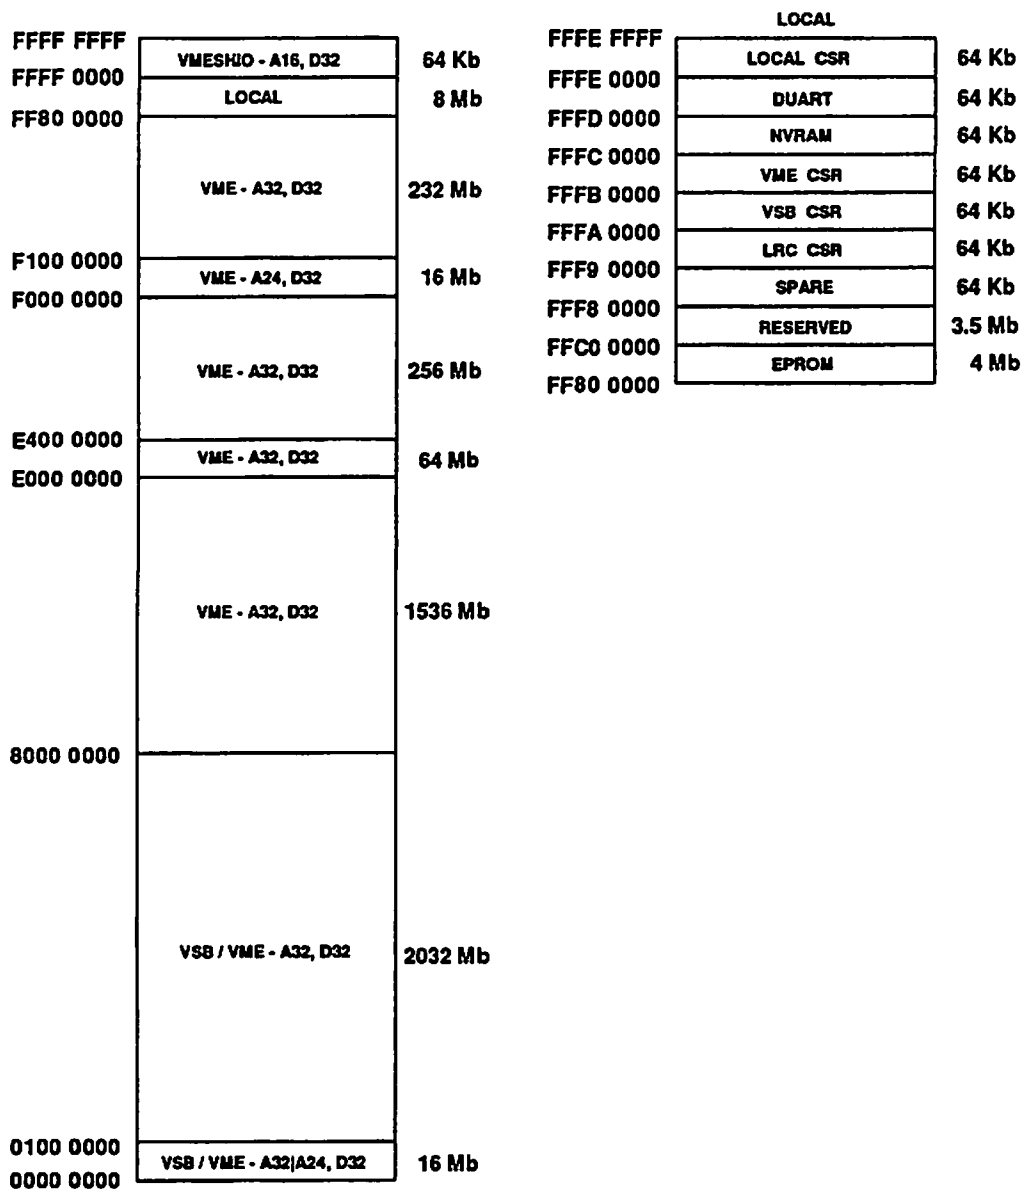 FFFF FFFF
VMESHIO - A16, D32
64 Kb
FFFF 0000
LOCAL
8 Mb
FF80 0000
VME - A32, D32
232 Mb
F100 0000
VME - A24, D32
16 Mb
F000 0000
VME - A32, D32
256 Mb
E400 0000
VME - A32, D32
64 Mb
E000 0000
VME - A32, D32
1536 Mb
8000 0000
VSB / VME - A32, D32
2032 Mb
0100 0000
VSB / VME - A32|A24, D32
16 Mb
0000 0000
LOCAL
FFFE FFFF
LOCAL CSR
64 Kb
FFFE 0000
DUART
64 Kb
FFFD 0000
NVRAM
64 Kb
FFFC 0000
VME CSR
64 Kb
FFFB 0000
VSB CSR
64 Kb
FFFA 0000
LRC CSR
64 Kb
FFF9 0000
SPARE
64 Kb
FFF8 0000
RESERVED
3.5 Mb
FFC0 0000
EPROM
4 Mb
FF80 0000